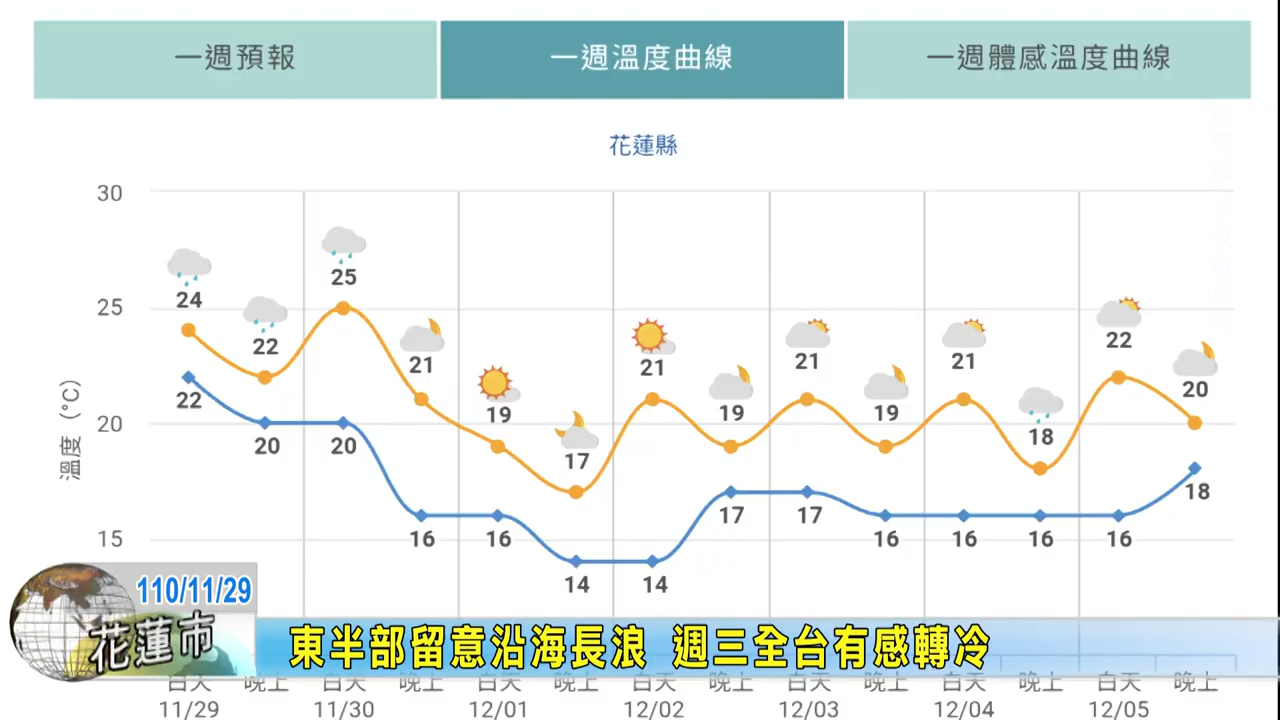 一週預報
一週溫度曲線
一週體感溫度曲線
花蓮縣
溫度 (°C)
30
25
20
15
24 22 25 21 19 17 21 19 21 19 21 18 22 20
22 20 20 16 16 14 14 17 17 16 16 16 16 18
110/11/29
花蓮市
東半部留意沿海長浪 週三全台有感轉冷
白天 晚上 白天 晚上 白天 晚上 白天 晚上 白天 晚上 白天 晚上 白天 晚上
11/29 11/30 12/01 12/02 12/03 12/04 12/05